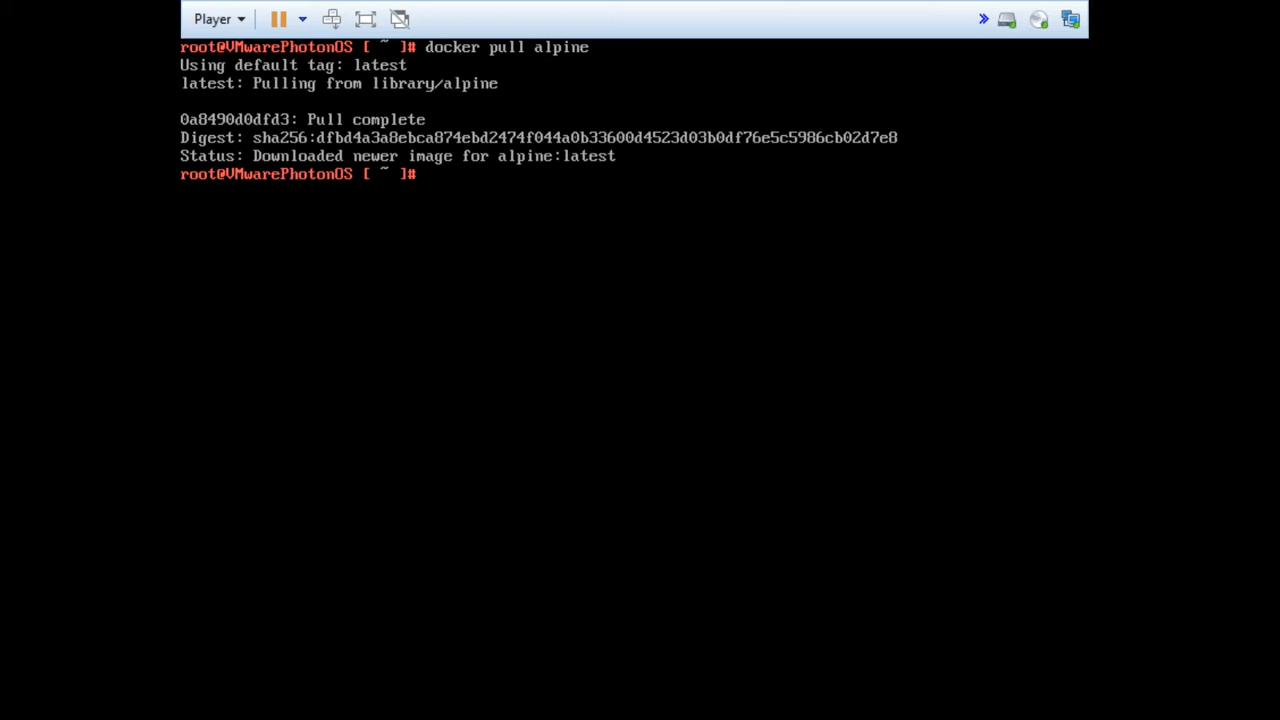 Player
root@VMwarePhotonOS [ ~ ]# docker pull alpine
Using default tag: latest
latest: Pulling from library/alpine
0a8490d0dfd3: Pull complete
Digest: sha256:dfbd4a3a8ebca874ebd2474f044a0b33600d4523d03b0df76e5c5986cb02d7e8
Status: Downloaded newer image for alpine:latest
root@VMwarePhotonOS [ ~ ]#